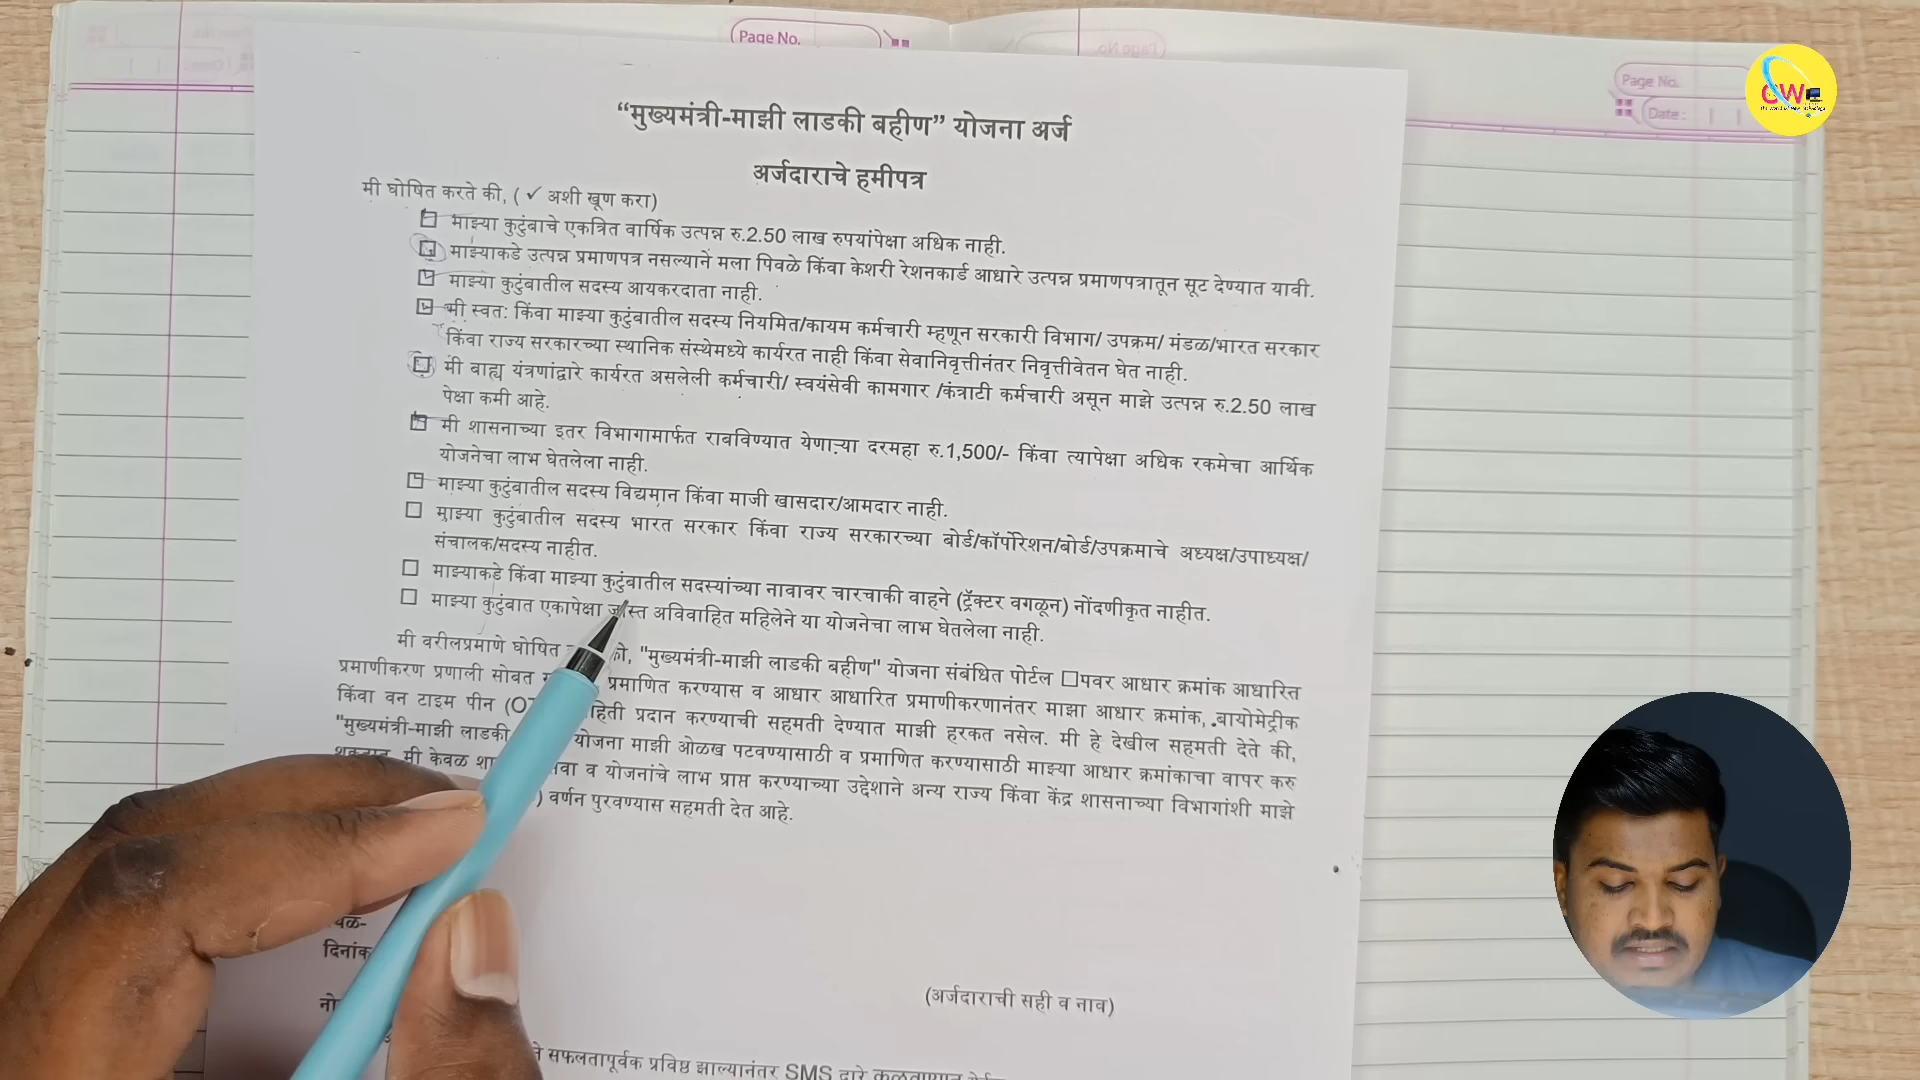 Page No.
Page No.
Date :
CW
“मुख्यमंत्री-माझी लाडकी बहीण” योजना अर्ज
अर्जदाराचे हमीपत्र
मी घोषित करते की, ( ✓ अशी खूण करा)
☐ माझ्या कुटुंबाचे एकत्रित वार्षिक उत्पन्न रु.2.50 लाख रुपयांपेक्षा अधिक नाही.
☐ माझ्याकडे उत्पन्न प्रमाणपत्र नसल्याने मला पिवळे किंवा केशरी रेशनकार्ड आधारे उत्पन्न प्रमाणपत्रातून सूट देण्यात यावी.
☐ माझ्या कुटुंबातील सदस्य आयकरदाता नाही.
☐ मी स्वत: किंवा माझ्या कुटुंबातील सदस्य नियमित/कायम कर्मचारी म्हणून सरकारी विभाग/ उपक्रम/ मंडळ/भारत सरकार
किंवा राज्य सरकारच्या स्थानिक संस्थेमध्ये कार्यरत नाही किंवा सेवानिवृत्तीनंतर निवृत्तीवेतन घेत नाही.
☐ मी बाह्य यंत्रणांद्वारे कार्यरत असलेली कर्मचारी/ स्वयंसेवी कामगार /कंत्राटी कर्मचारी असून माझे उत्पन्न रु.2.50 लाख
पेक्षा कमी आहे.
☐ मी शासनाच्या इतर विभागामार्फत राबविण्यात येणाऱ्या दरमहा रु.1,500/- किंवा त्यापेक्षा अधिक रकमेचा आर्थिक
योजनेचा लाभ घेतलेला नाही.
☐ माझ्या कुटुंबातील सदस्य विद्यमान किंवा माजी खासदार/आमदार नाही.
☐ माझ्या कुटुंबातील सदस्य भारत सरकार किंवा राज्य सरकारच्या बोर्ड/कॉर्पोरेशन/बोर्ड/उपक्रमाचे अध्यक्ष/उपाध्यक्ष/
संचालक/सदस्य नाहीत.
☐ माझ्याकडे किंवा माझ्या कुटुंबातील सदस्यांच्या नावावर चारचाकी वाहने (ट्रॅक्टर वगळून) नोंदणीकृत नाहीत.
☐ माझ्या कुटुंबात एकापेक्षा जास्त अविवाहित महिलेने या योजनेचा लाभ घेतलेला नाही.
मी वरीलप्रमाणे घोषित की, "मुख्यमंत्री-माझी लाडकी बहीण" योजना संबंधित पोर्टल ☐पवर आधार क्रमांक आधारित
प्रमाणीकरण प्रणाली सोबत प्रमाणित करण्यास व आधार आधारित प्रमाणीकरणानंतर माझा आधार क्रमांक, बायोमेट्रीक
किंवा वन टाइम पीन प्रदान करण्याची सहमती देण्यात माझी हरकत नसेल. मी हे देखील सहमती देते की,
"मुख्यमंत्री-माझी लाडकी योजना माझी ओळख पटवण्यासाठी व प्रमाणित करण्यासाठी माझ्या आधार क्रमांकाचा वापर करु
मी केवळ व योजनांचे लाभ प्राप्त करण्याच्या उद्देशाने अन्य राज्य किंवा केंद्र शासनाच्या विभागांशी माझे
) वर्णन पुरवण्यास सहमती देत आहे.
दिनांक
(अर्जदाराची सही व नाव)
सफलतापूर्वक प्रविष्ठ झाल्यानंतर SMS द्वारे